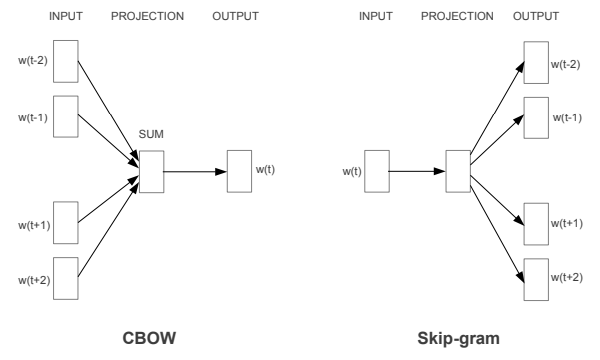 INPUT PROJECTION OUTPUT
w(t-2)
w(t-1)
SUM
w(t)
w(t+1)
w(t+2)
CBOW
INPUT PROJECTION OUTPUT
w(t-2)
w(t-1)
w(t)
w(t+1)
w(t+2)
Skip-gram